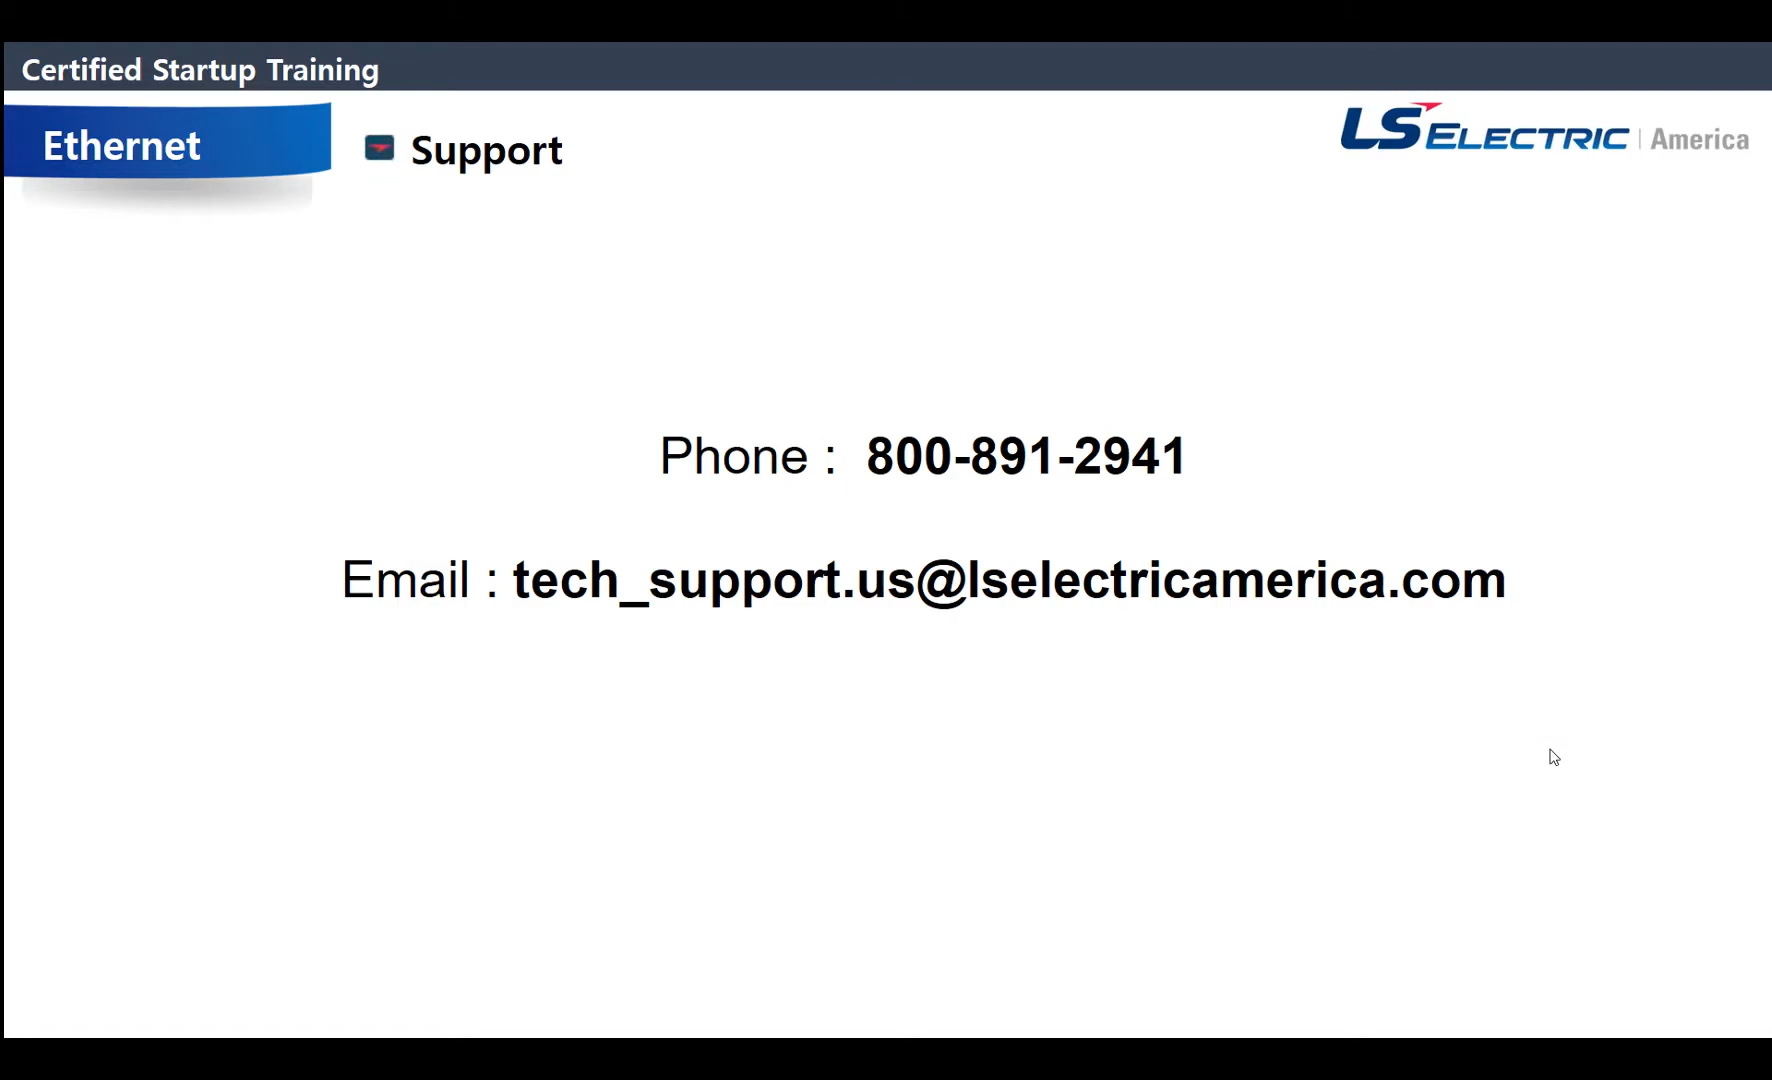 Certified Startup Training
Ethernet
Support
LS ELECTRIC | America
Phone : 800-891-2941
Email : tech_support.us@lselectricamerica.com